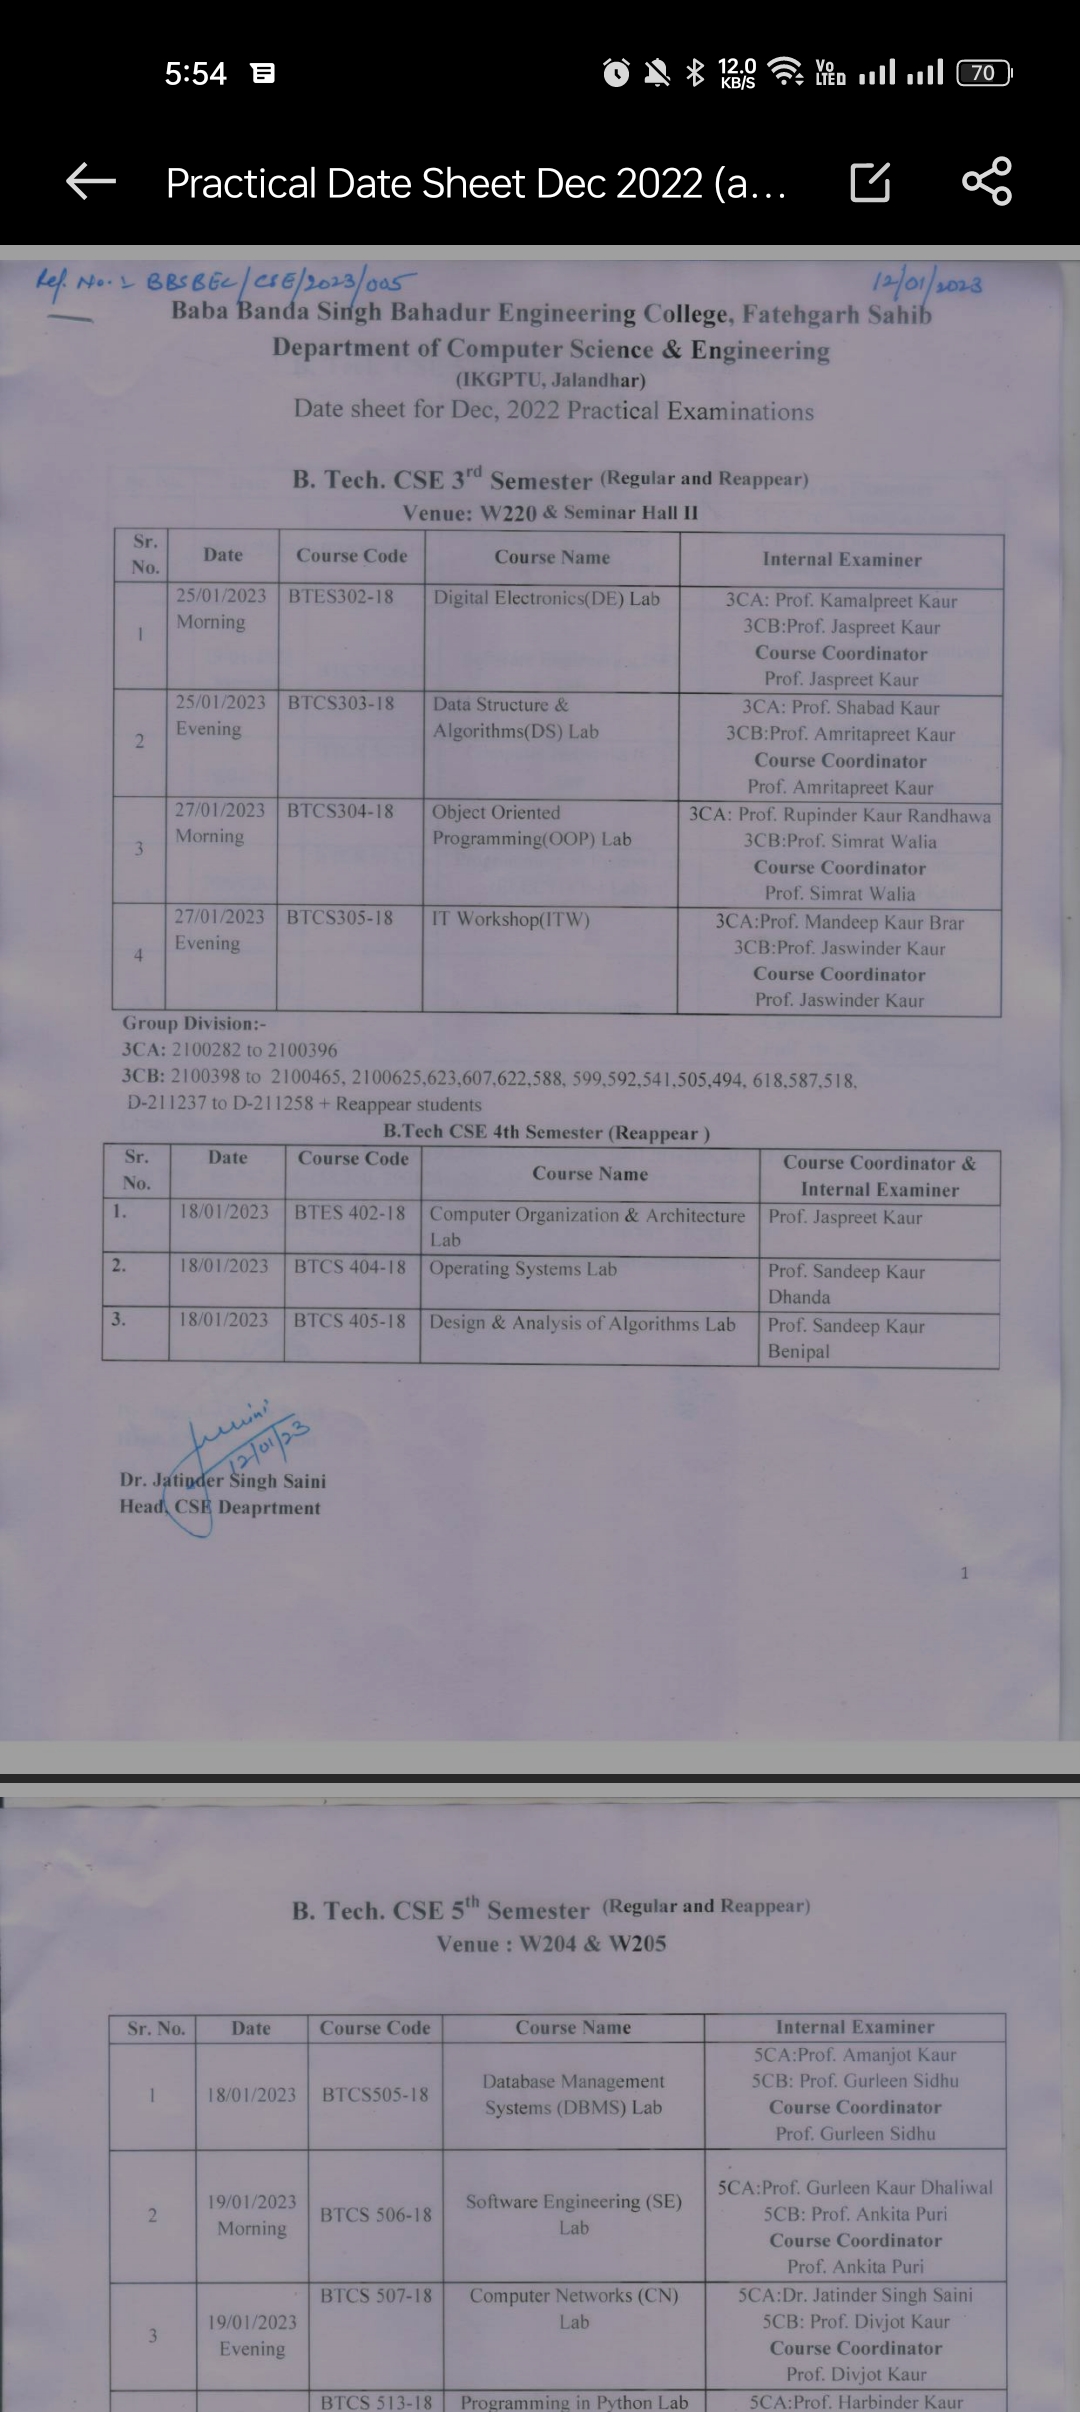 5:54
12.0 KB/S Vo LTED 70
Practical Date Sheet Dec 2022 (a...
Ref. No. : BBSBEC/CSE/2023/005 12/01/2023
Baba Banda Singh Bahadur Engineering College, Fatehgarh Sahib
Department of Computer Science & Engineering
(IKGPTU, Jalandhar)
Date sheet for Dec, 2022 Practical Examinations
B. Tech. CSE 3rd Semester (Regular and Reappear)
Venue: W220 & Seminar Hall II
Sr. No. Date Course Code Course Name Internal Examiner
1 25/01/2023 Morning BTES302-18 Digital Electronics(DE) Lab 3CA: Prof. Kamalpreet Kaur
3CB:Prof. Jaspreet Kaur
Course Coordinator
Prof. Jaspreet Kaur
2 25/01/2023 Evening BTCS303-18 Data Structure & Algorithms(DS) Lab 3CA: Prof. Shabad Kaur
3CB:Prof. Amritapreet Kaur
Course Coordinator
Prof. Amritapreet Kaur
3 27/01/2023 Morning BTCS304-18 Object Oriented Programming(OOP) Lab 3CA: Prof. Rupinder Kaur Randhawa
3CB:Prof. Simrat Walia
Course Coordinator
Prof. Simrat Walia
4 27/01/2023 Evening BTCS305-18 IT Workshop(ITW) 3CA:Prof. Mandeep Kaur Brar
3CB:Prof. Jaswinder Kaur
Course Coordinator
Prof. Jaswinder Kaur
Group Division:-
3CA: 2100282 to 2100396
3CB: 2100398 to 2100465, 2100625,623,607,622,588, 599,592,541,505,494, 618,587,518,
D-211237 to D-211258 + Reappear students
B.Tech CSE 4th Semester (Reappear )
Sr. No. Date Course Code Course Name Course Coordinator & Internal Examiner
1. 18/01/2023 BTES 402-18 Computer Organization & Architecture Lab Prof. Jaspreet Kaur
2. 18/01/2023 BTCS 404-18 Operating Systems Lab Prof. Sandeep Kaur Dhanda
3. 18/01/2023 BTCS 405-18 Design & Analysis of Algorithms Lab Prof. Sandeep Kaur Benipal
12/01/23
Dr. Jatinder Singh Saini
Head, CSE Deaprtment
1
B. Tech. CSE 5th Semester (Regular and Reappear)
Venue : W204 & W205
Sr. No. Date Course Code Course Name Internal Examiner
1 18/01/2023 BTCS505-18 Database Management Systems (DBMS) Lab 5CA:Prof. Amanjot Kaur
5CB: Prof. Gurleen Sidhu
Course Coordinator
Prof. Gurleen Sidhu
2 19/01/2023 Morning BTCS 506-18 Software Engineering (SE) Lab 5CA:Prof. Gurleen Kaur Dhaliwal
5CB: Prof. Ankita Puri
Course Coordinator
Prof. Ankita Puri
3 19/01/2023 Evening BTCS 507-18 Computer Networks (CN) Lab 5CA:Dr. Jatinder Singh Saini
5CB: Prof. Divjot Kaur
Course Coordinator
Prof. Divjot Kaur
BTCS 513-18 Programming in Python Lab 5CA:Prof. Harbinder Kaur